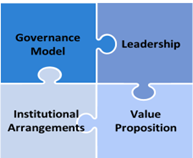 Governance
Model
Leadership
Institutional
Arrangements
Value
Proposition